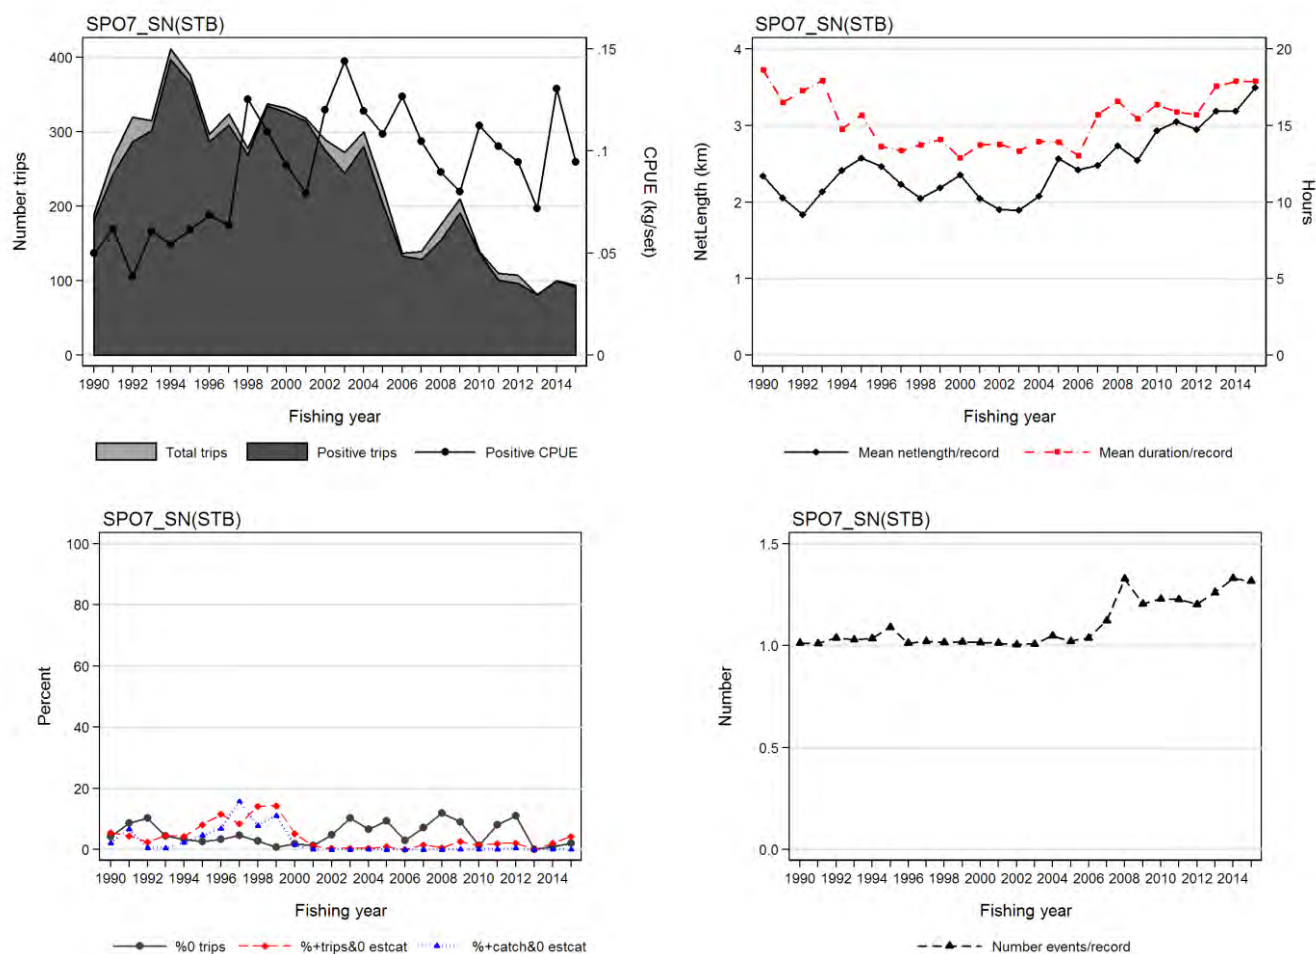 SPO7_SN(STB)
400
300
200
100
0
Number trips
.15
.1
.05
0
CPUE (kg/set)
1990 1992 1994 1996 1998 2000 2002 2004 2006 2008 2010 2012 2014
Fishing year
Total trips Positive trips Positive CPUE
SPO7_SN(STB)
4
3
2
1
0
NetLength (km)
20
15
10
5
0
Hours
1990 1992 1994 1996 1998 2000 2002 2004 2006 2008 2010 2012 2014
Fishing year
Mean netlength/record Mean duration/record
SPO7_SN(STB)
100
80
60
40
20
0
Percent
1990 1992 1994 1996 1998 2000 2002 2004 2006 2008 2010 2012 2014
Fishing year
%0 trips %+trips&0 estcat %+catch&0 estcat
SPO7_SN(STB)
1.5
1.0
0.5
0.0
Number
1990 1992 1994 1996 1998 2000 2002 2004 2006 2008 2010 2012 2014
Fishing year
Number events/record